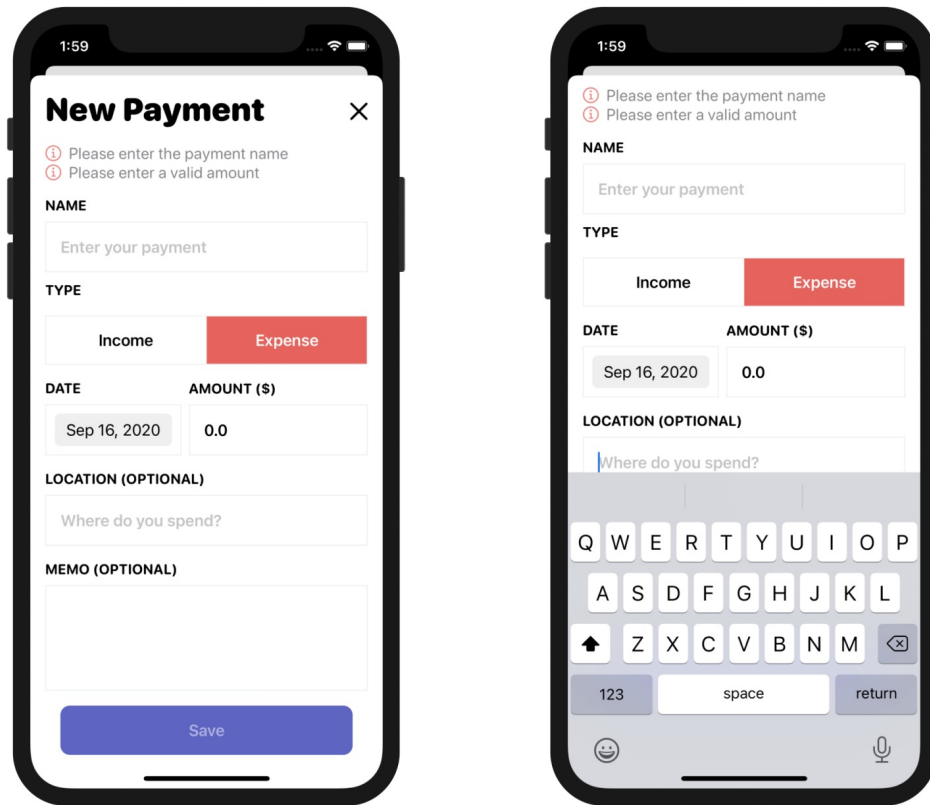 1:59
New Payment
Please enter the payment name
Please enter a valid amount
NAME
Enter your payment
TYPE
Income Expense
DATE AMOUNT ($)
Sep 16, 2020 0.0
LOCATION (OPTIONAL)
Where do you spend?
MEMO (OPTIONAL)
Save
1:59
Please enter the payment name
Please enter a valid amount
NAME
Enter your payment
TYPE
Income Expense
DATE AMOUNT ($)
Sep 16, 2020 0.0
LOCATION (OPTIONAL)
Where do you spend?
Q W E R T Y U I O P
A S D F G H J K L
Z X C V B N M
123 space return